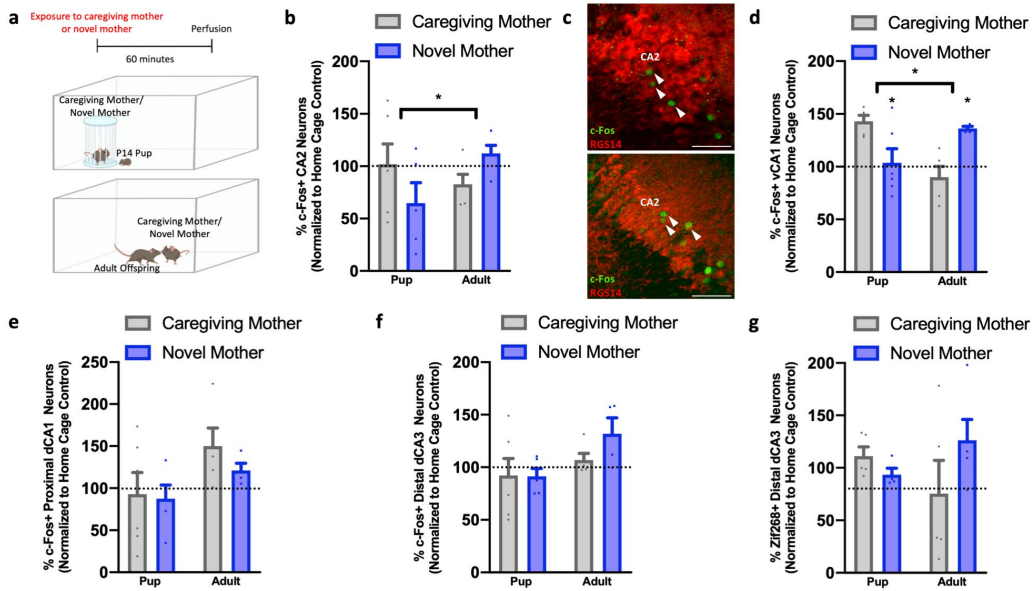 a
Exposure to caregiving mother
or novel mother
Perfusion
60 minutes
Caregiving Mother/
Novel Mother
P14 Pup
Caregiving Mother/
Novel Mother
Adult Offspring
b
Caregiving Mother
Novel Mother
% c-Fos+ CA2 Neurons
(Normalized to Home Cage Control)
200
150
100
50
0
*
Pup
Adult
c
CA2
c-Fos
RGS14
CA2
c-Fos
RGS14
d
Caregiving Mother
Novel Mother
% c-Fos+ vCA1 Neurons
(Normalized to Home Cage Control)
200
150
100
50
0
*
*
*
Pup
Adult
e
Caregiving Mother
Novel Mother
% c-Fos+ Proximal dCA1 Neurons
(Normalized to Home Cage Control)
250
200
150
100
50
0
Pup
Adult
f
Caregiving Mother
Novel Mother
% c-Fos+ Distal dCA3 Neurons
(Normalized to Home Cage Control)
200
150
100
50
0
Pup
Adult
g
Caregiving Mother
Novel Mother
% Zif268+ Distal dCA3 Neurons
(Normalized to Home Cage Control)
200
150
100
50
0
Pup
Adult